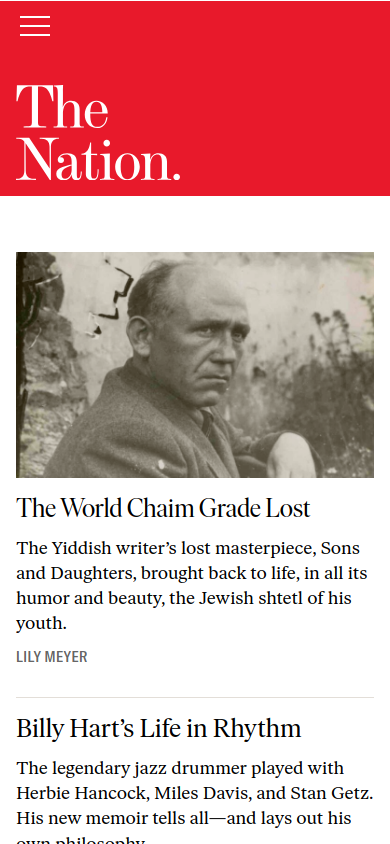 The
Nation.
The World Chaim Grade Lost
The Yiddish writer’s lost masterpiece, Sons
and Daughters, brought back to life, in all its
humor and beauty, the Jewish shtetl of his
youth.
LILY MEYER
Billy Hart’s Life in Rhythm
The legendary jazz drummer played with
Herbie Hancock, Miles Davis, and Stan Getz.
His new memoir tells all—and lays out his
own philosophy